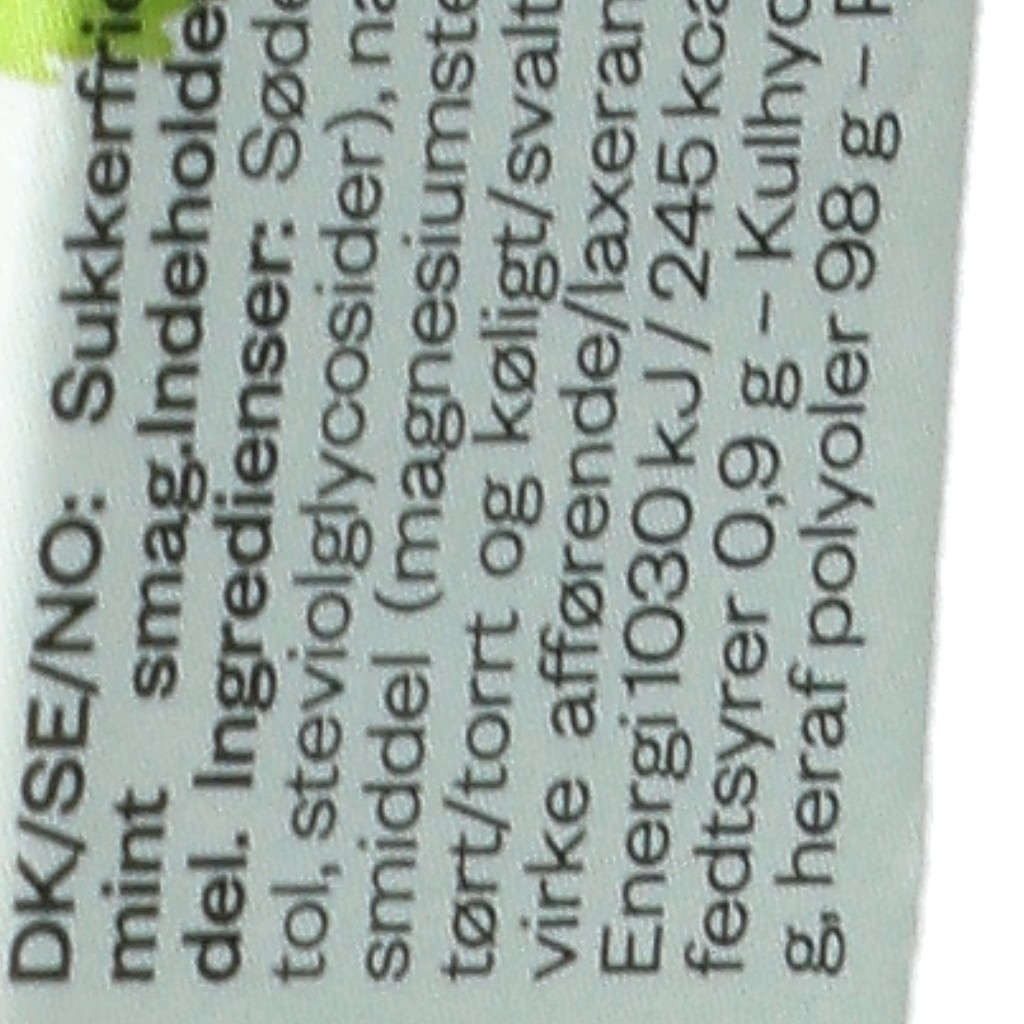 DK/SE/NO: Sukkerfri
mint smag.Indeholde
del. Ingredienser: Søde
tol, steviolglycosider), na
smiddel (magnesiumste
tørt/torrt og køligt/svalt
virke afførende/laxeran
Energi 1030 kJ / 245 kca
fedtsyrer 0,9 g – Kulhyd
g, heraf polyoler 98 g –